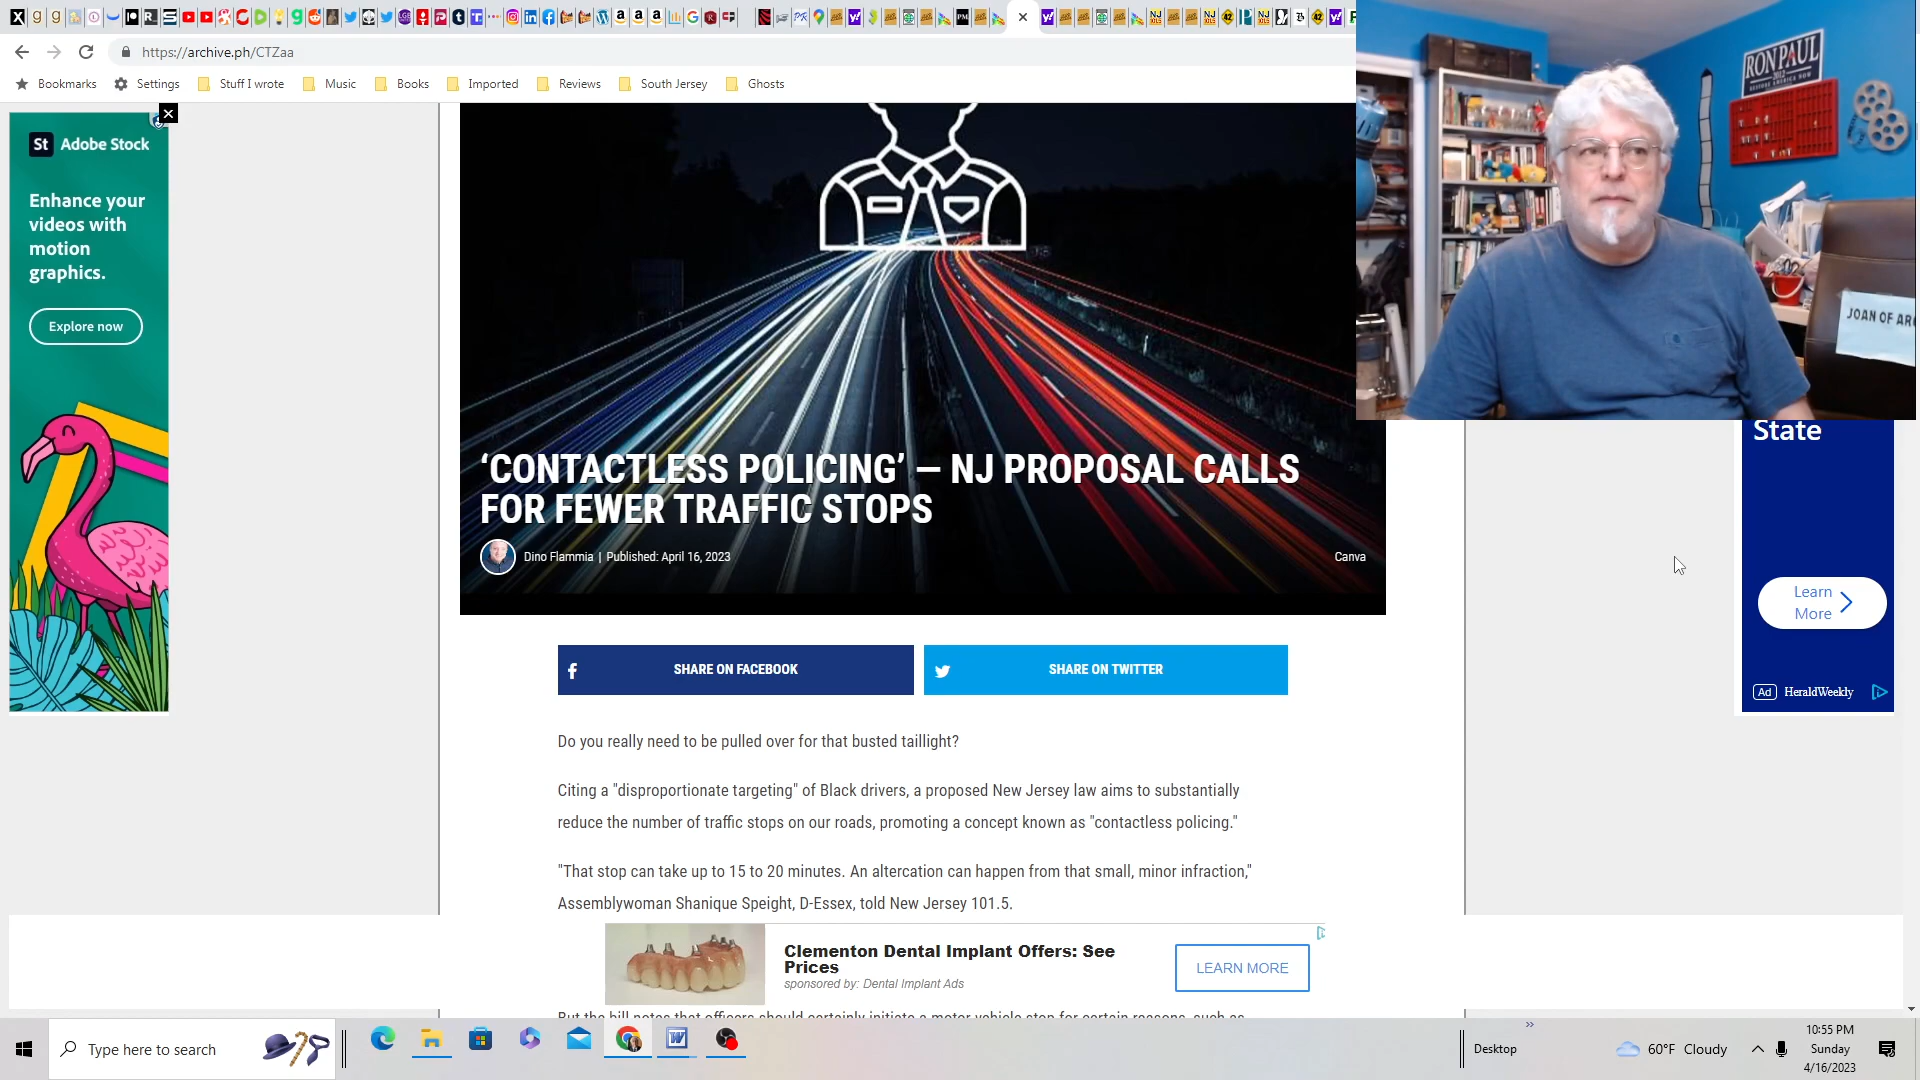 https://archive.ph/CTZaa
Bookmarks Settings Stuff I wrote Music Books Imported Reviews South Jersey Ghosts
St Adobe Stock
Enhance your
videos with
motion
graphics.
Explore now
RON PAUL
2012
JOAN OF ARC
‘CONTACTLESS POLICING’ — NJ PROPOSAL CALLS
FOR FEWER TRAFFIC STOPS
Dino Flammia | Published: April 16, 2023
Canva
State
Learn
More
Ad HeraldWeekly
SHARE ON FACEBOOK
SHARE ON TWITTER
Do you really need to be pulled over for that busted taillight?
Citing a "disproportionate targeting" of Black drivers, a proposed New Jersey law aims to substantially
reduce the number of traffic stops on our roads, promoting a concept known as "contactless policing."
"That stop can take up to 15 to 20 minutes. An altercation can happen from that small, minor infraction,"
Assemblywoman Shanique Speight, D-Essex, told New Jersey 101.5.
Clementon Dental Implant Offers: See
Prices
sponsored by: Dental Implant Ads
LEARN MORE
But the bill notes that officers should certainly initiate a motor vehicle stop for certain reasons, such as
Type here to search
Desktop
60°F Cloudy
10:55 PM
Sunday
4/16/2023